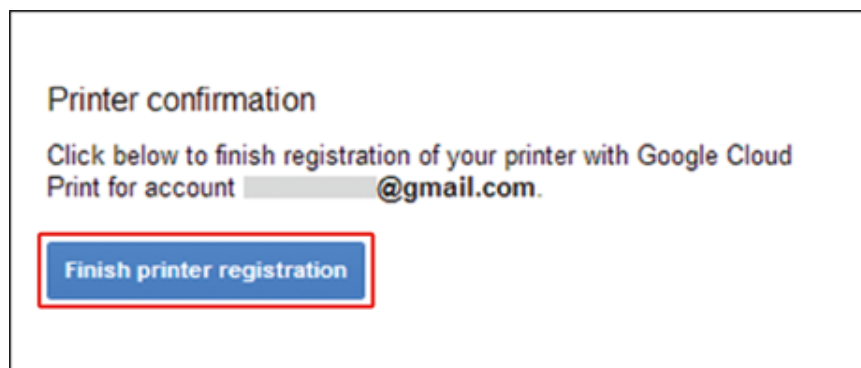 Printer confirmation
Click below to finish registration of your printer with Google Cloud
Print for account @gmail.com.
Finish printer registration